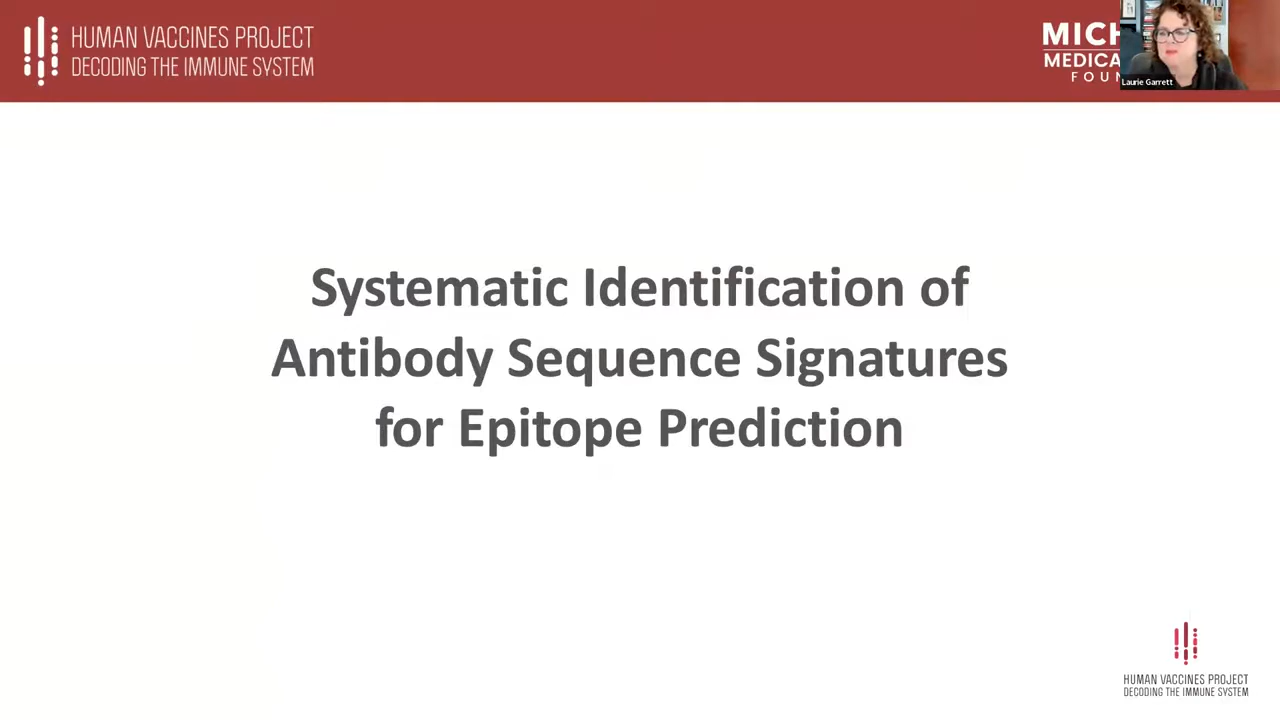 HUMAN VACCINES PROJECT
DECODING THE IMMUNE SYSTEM
Laurie Garrett
Systematic Identification of
Antibody Sequence Signatures
for Epitope Prediction
HUMAN VACCINES PROJECT
DECODING THE IMMUNE SYSTEM